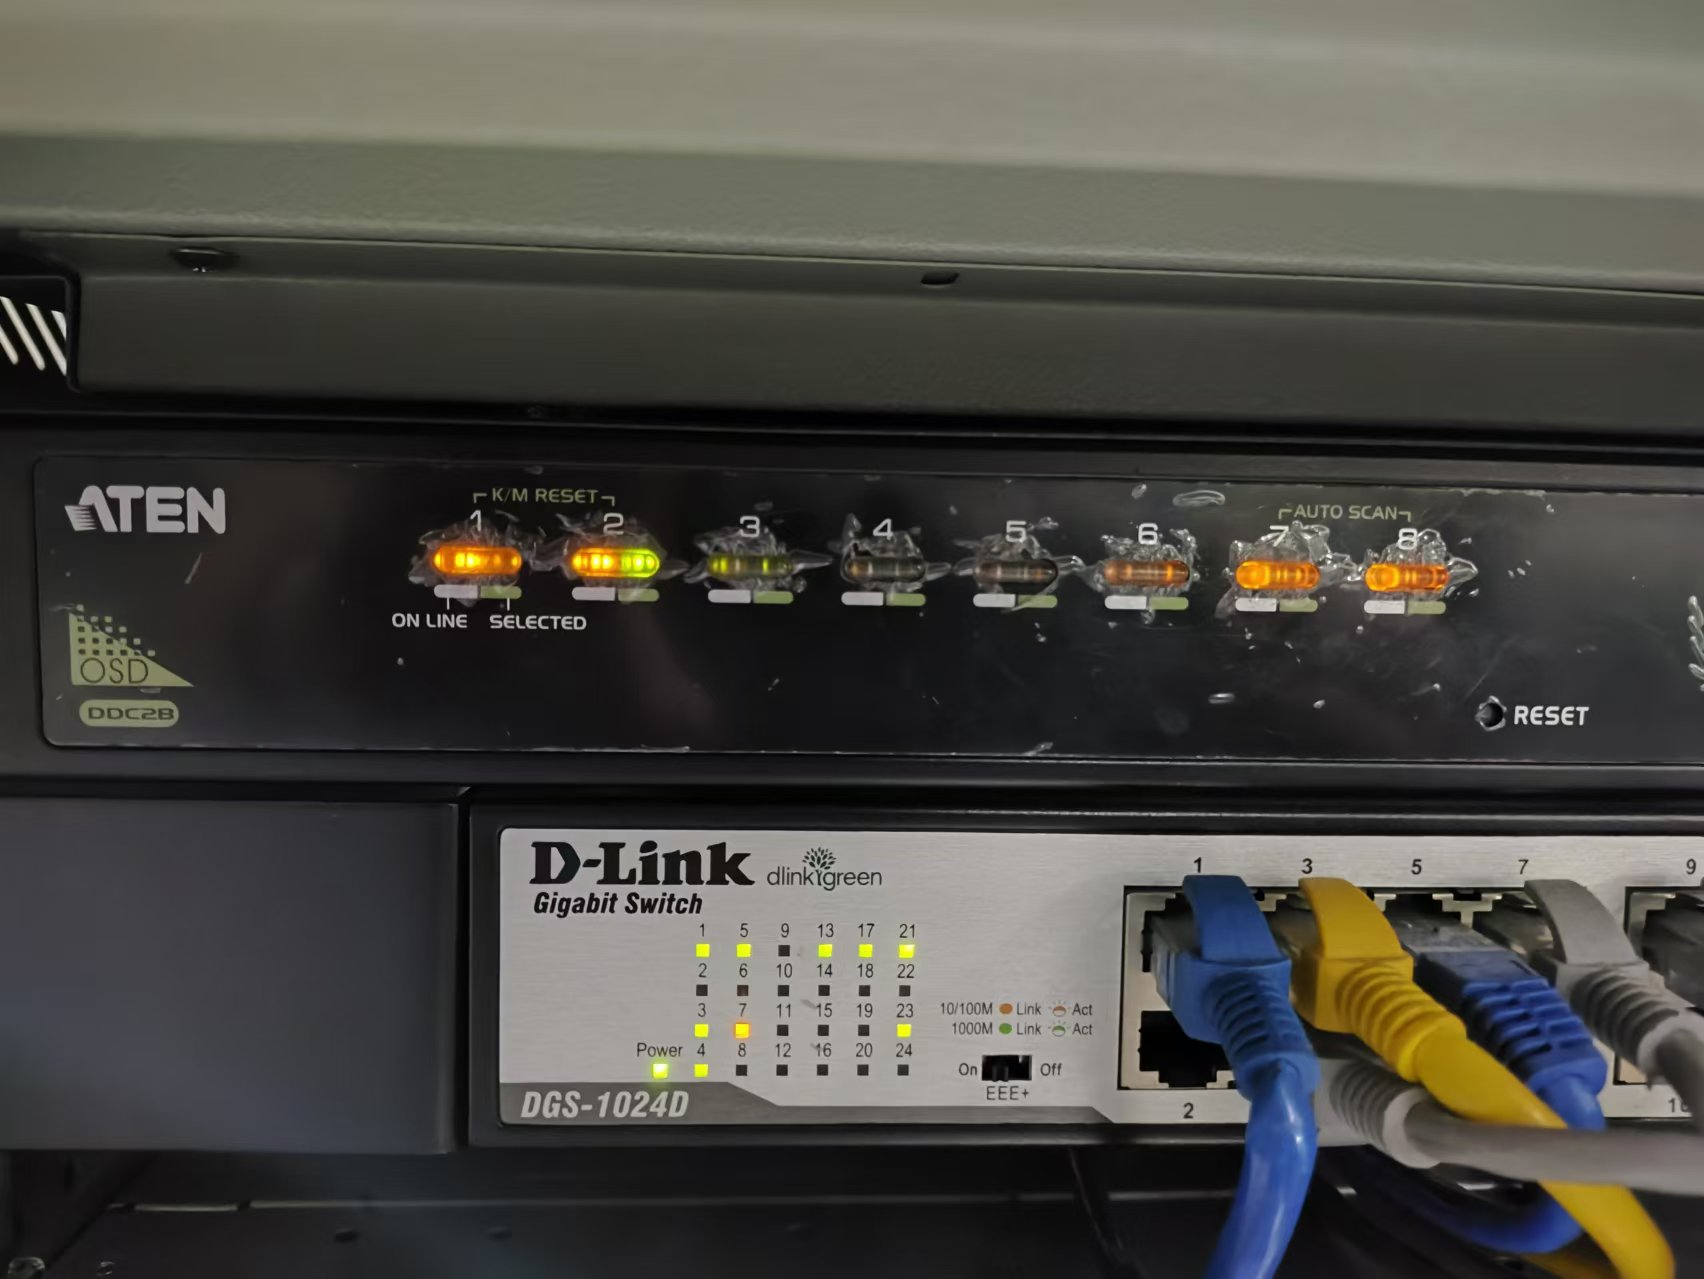 ATEN
K/M RESET
AUTO SCAN
1 2 3 4 5 6 7 8
ON LINE SELECTED
OSD
DDC2B
RESET
D-Link dlinkgreen
Gigabit Switch
1 5 9 13 17 21
2 6 10 14 18 22
3 7 11 15 19 23
Power 4 8 12 16 20 24
10/100M Link Act
1000M Link Act
On Off
EEE+
DGS-1024D
1 3 5 7 9
2